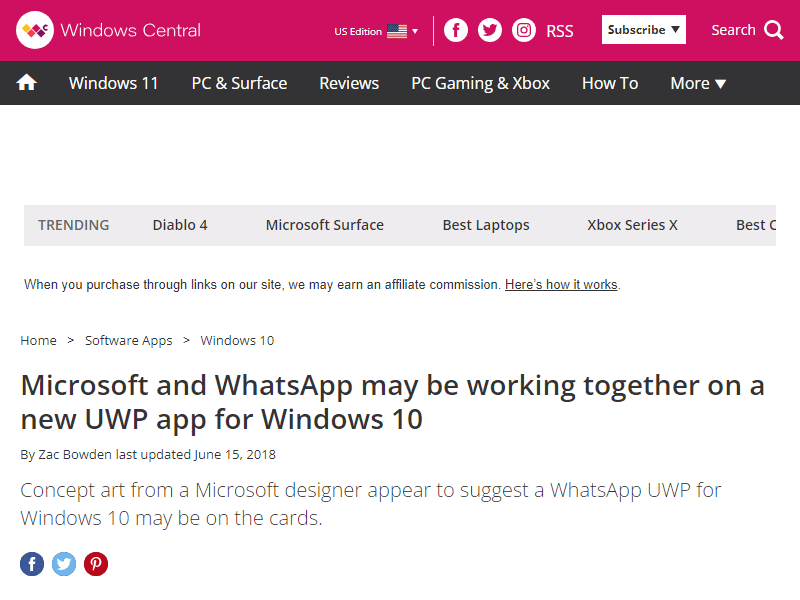 Windows Central
US Edition
RSS
Subscribe
Search
Windows 11
PC & Surface
Reviews
PC Gaming & Xbox
How To
More
TRENDING
Diablo 4
Microsoft Surface
Best Laptops
Xbox Series X
Best
When you purchase through links on our site, we may earn an affiliate commission. Here’s how it works.
Home > Software Apps > Windows 10
Microsoft and WhatsApp may be working together on a
new UWP app for Windows 10
By Zac Bowden last updated June 15, 2018
Concept art from a Microsoft designer appear to suggest a WhatsApp UWP for
Windows 10 may be on the cards.